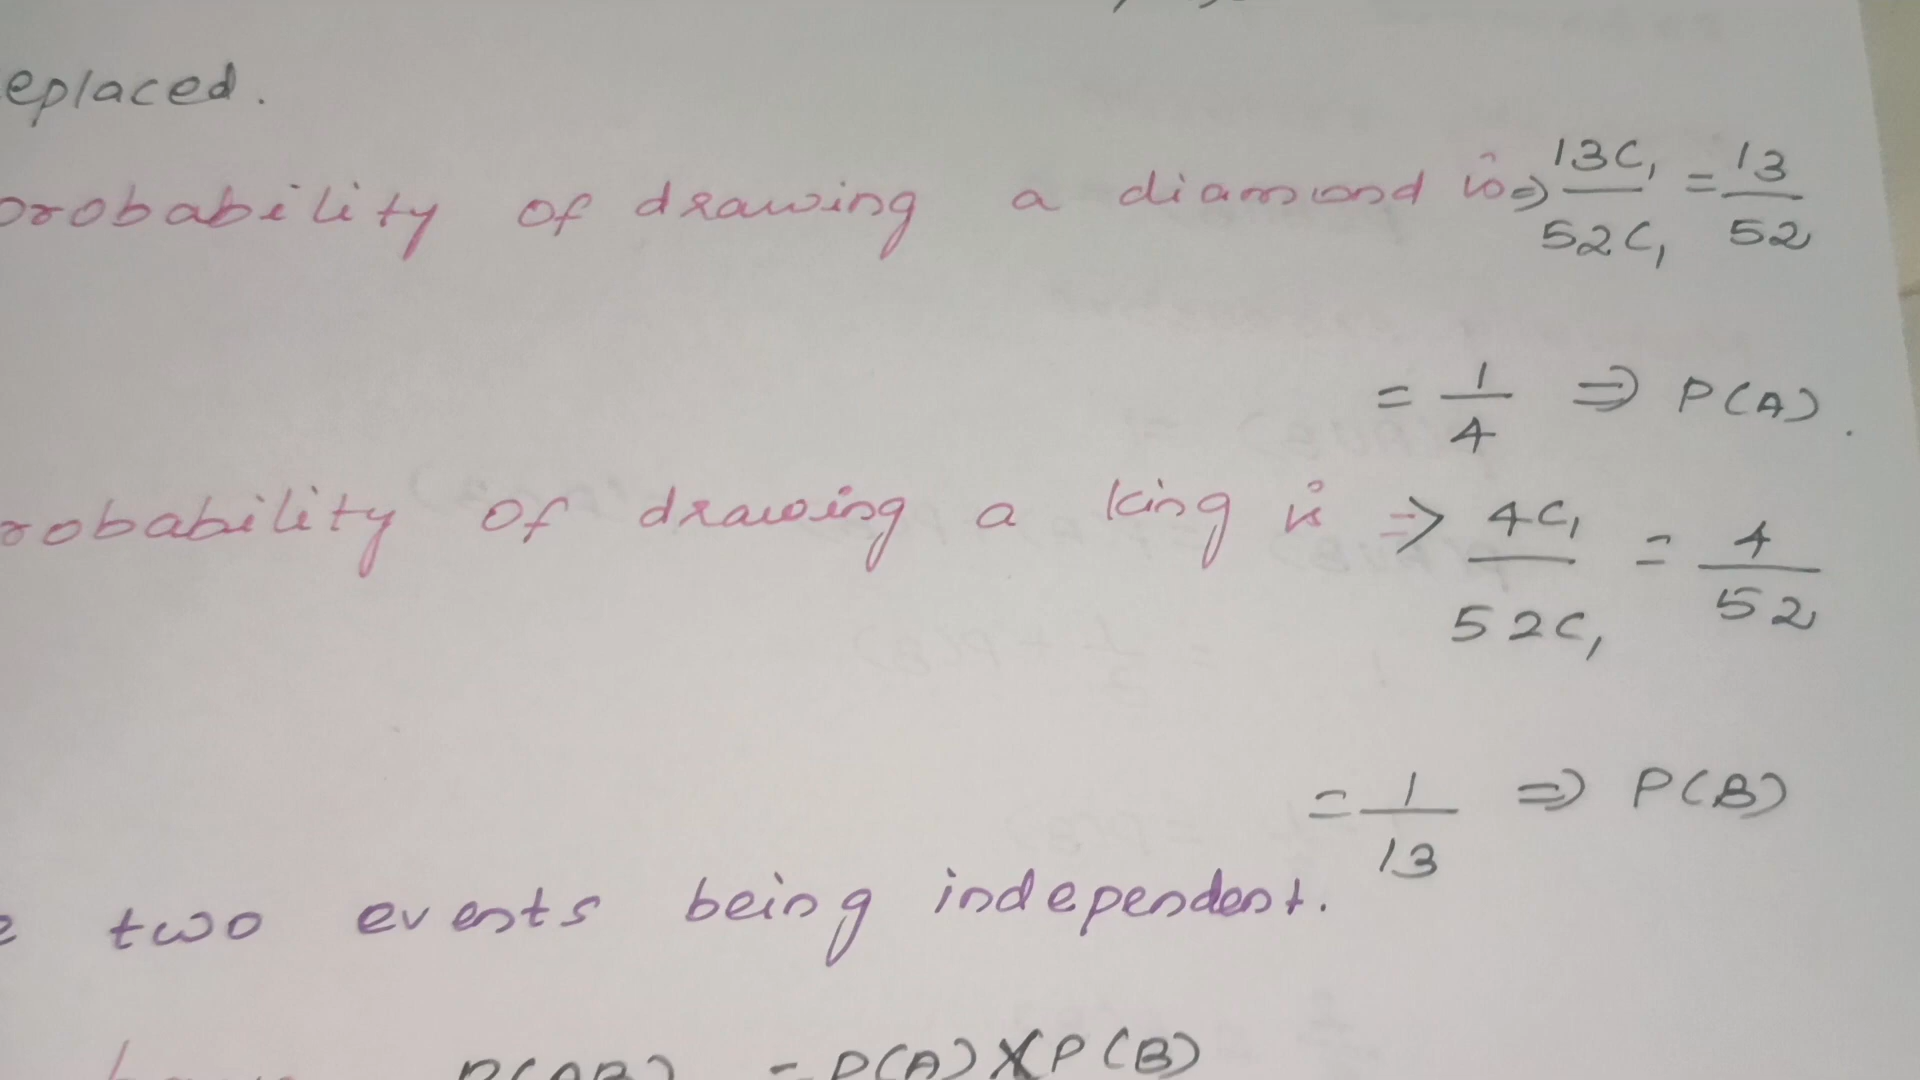 eplaced.
probability of drawing a diamond is ⇒ 13C₁/52C₁ = 13/52
= 1/4 ⇒ P(A).
robability of drawing a king is ⇒ 4C₁/52C₁ = 4/52
= 1/13 ⇒ P(B)
e two events being independent.
P(AB) = P(A) X P(B)